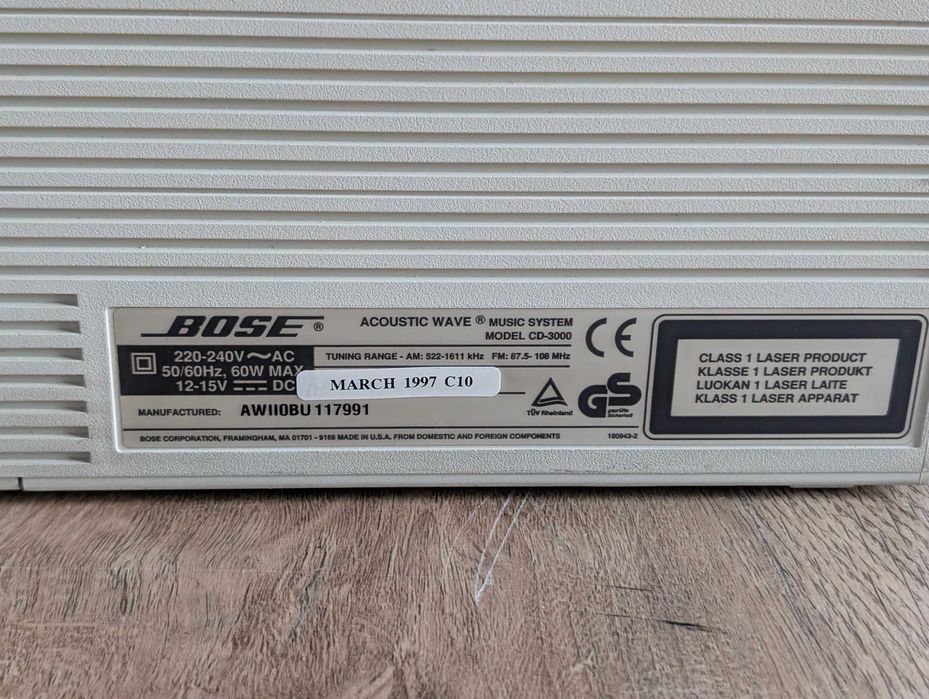 BOSE ®
ACOUSTIC WAVE ® MUSIC SYSTEM
MODEL CD-3000
220-240V ~ AC
50/60Hz, 60W MAX
12-15V ⎓ DC
TUNING RANGE - AM: 522-1611 kHz FM: 87.5- 108 MHz
MARCH 1997 C10
MANUFACTURED: AWII0BU 117991
BOSE CORPORATION, FRAMINGHAM, MA 01701 - 9168 MADE IN U.S.A. FROM DOMESTIC AND FOREIGN COMPONENTS
180943-2
CE
TÜV Rheinland
GS
geprüfte
Sicherheit
CLASS 1 LASER PRODUCT
KLASSE 1 LASER PRODUKT
LUOKAN 1 LASER LAITE
KLASS 1 LASER APPARAT